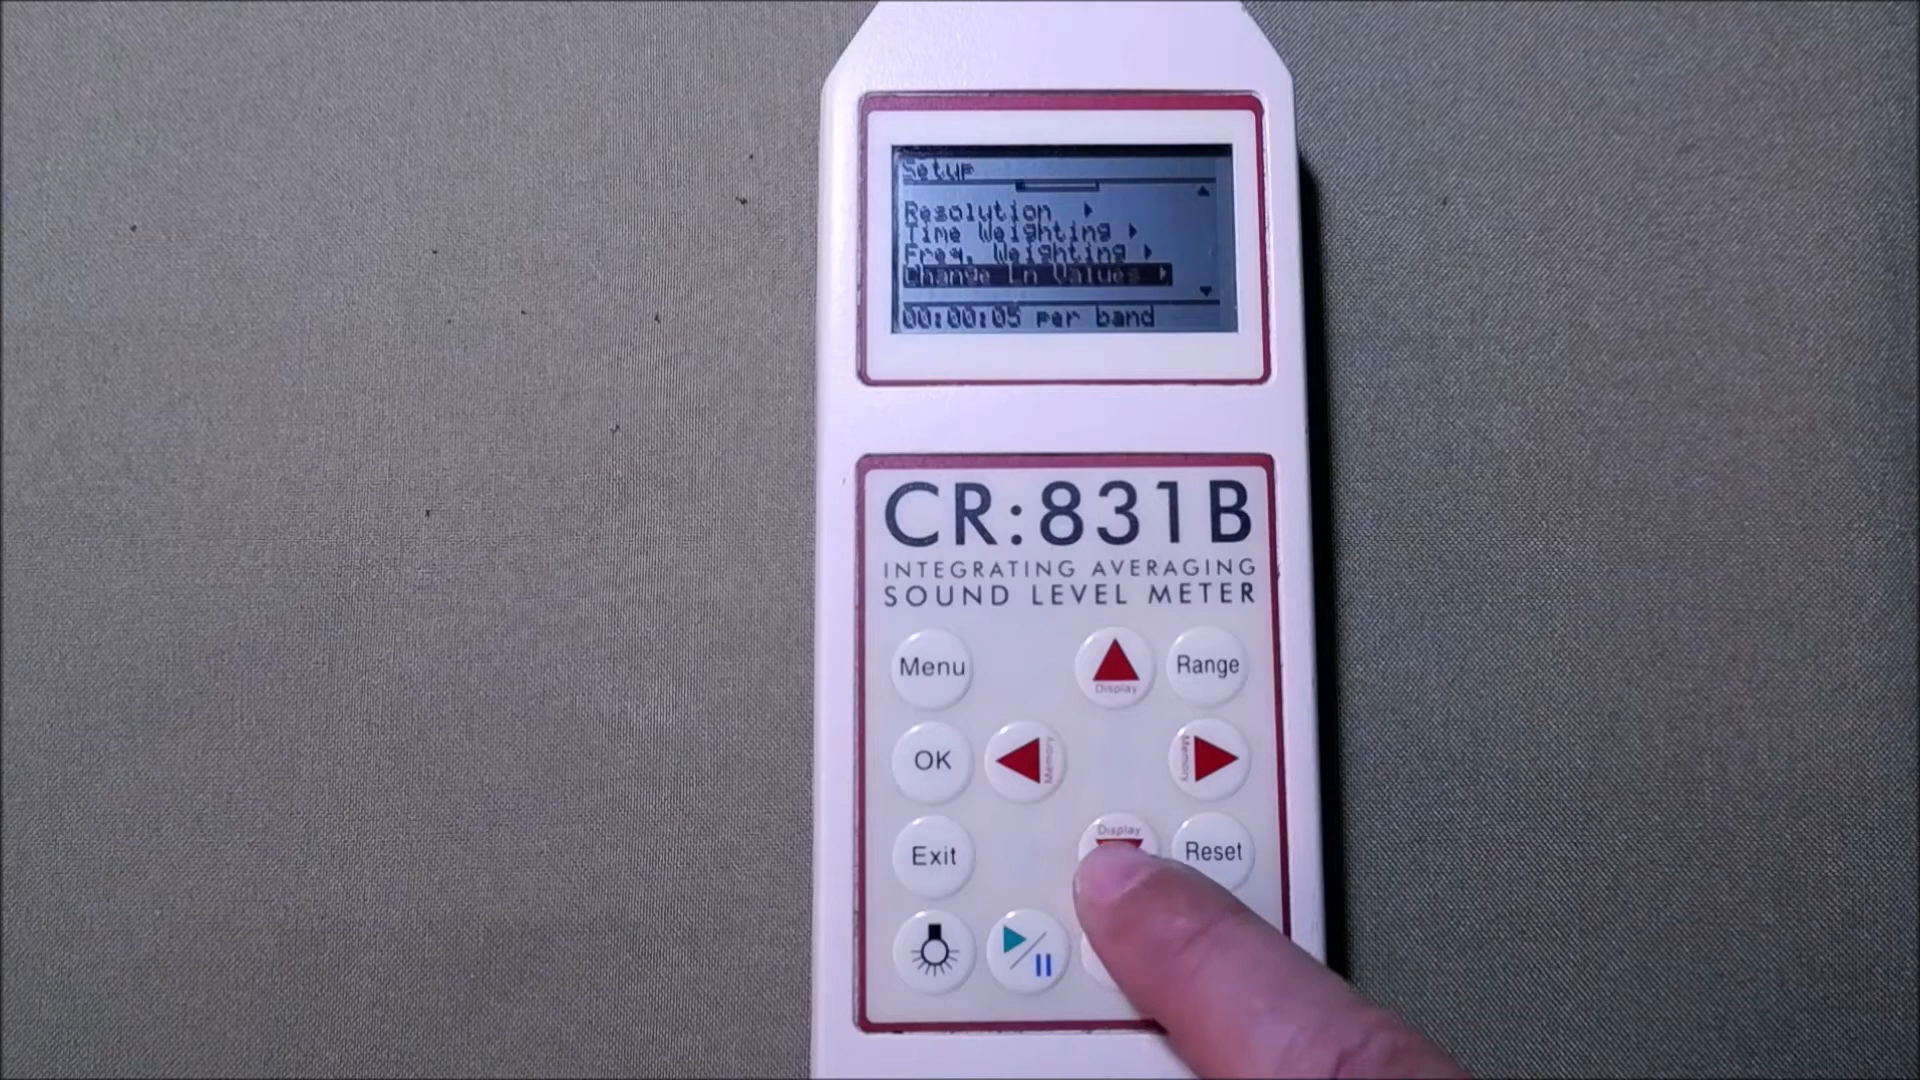 Setup
Resolution
Time Weighting
Freq. Weighting
Change Ln Values
00:00:05 per band
CR:831B
INTEGRATING AVERAGING
SOUND LEVEL METER
Menu
Display
Range
OK
Memory
Memory
Exit
Display
Reset